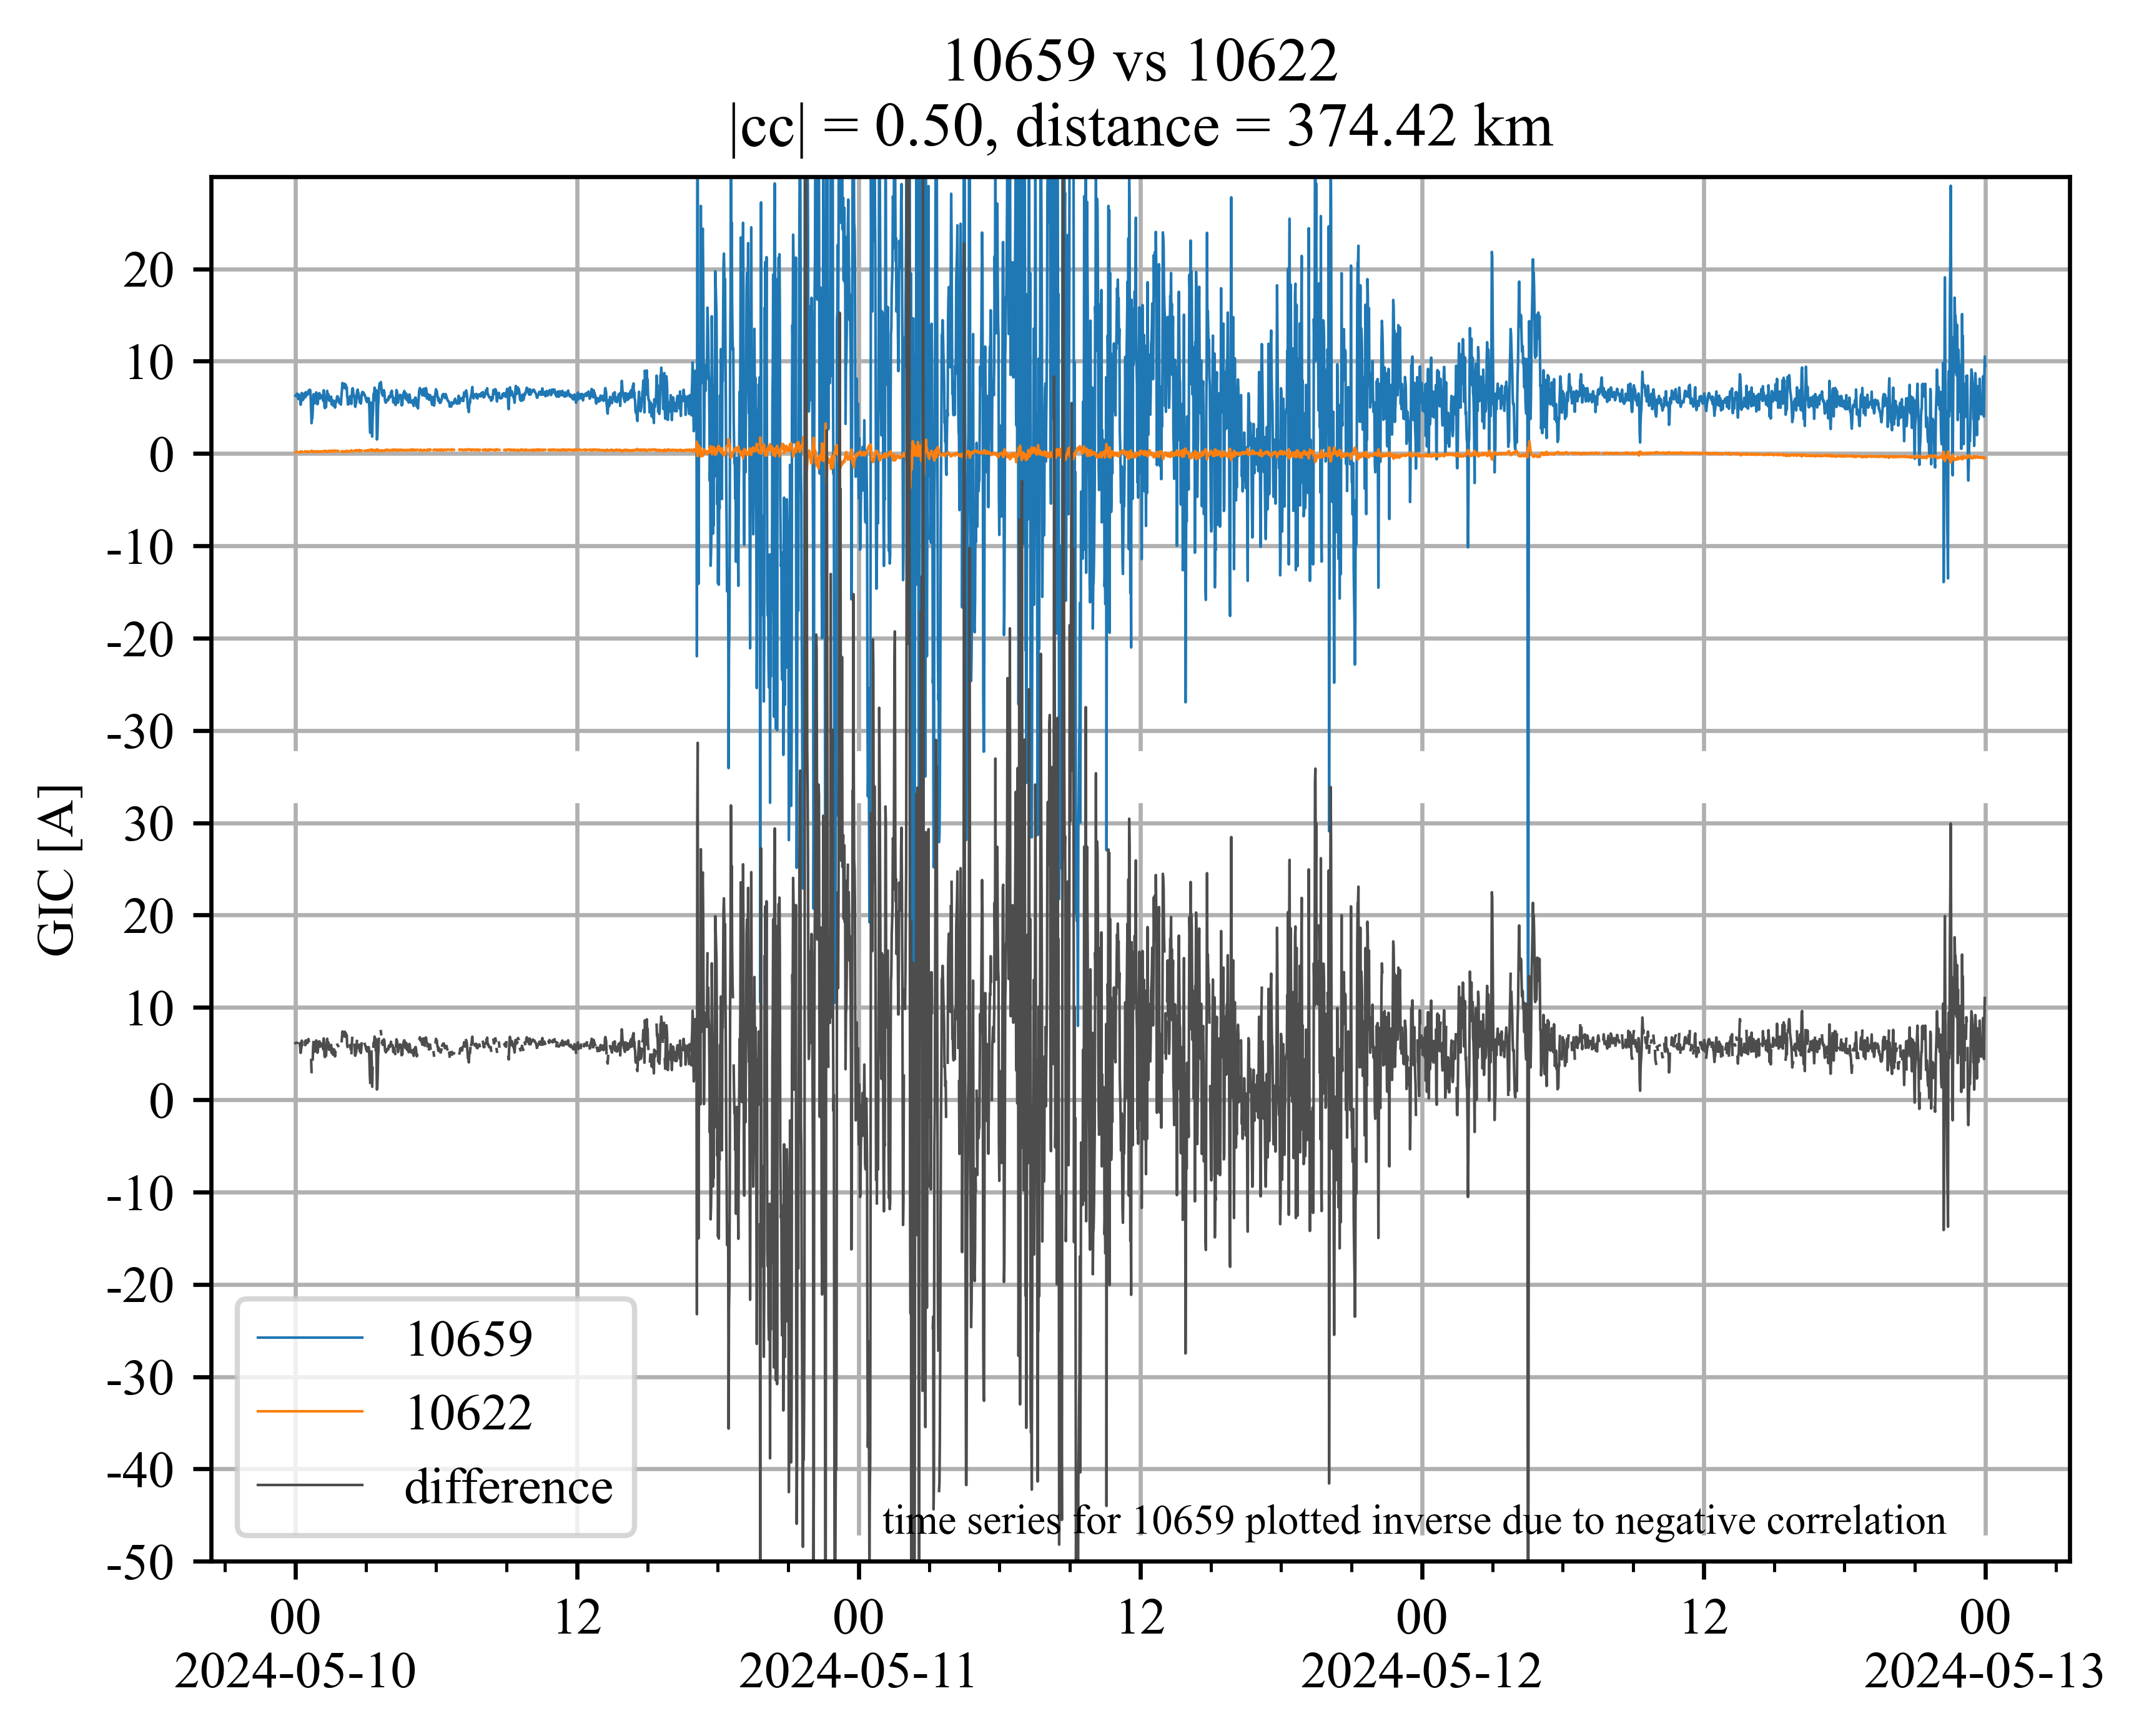 10659 vs 10622
|cc| = 0.50, distance = 374.42 km
GIC [A]
20
10
0
-10
-20
-30
30
20
10
0
-10
-20
-30
-40
-50
10659
10622
difference
time series for 10659 plotted inverse due to negative correlation
00 12 00 12 00 12 00
2024-05-10 2024-05-11 2024-05-12 2024-05-13